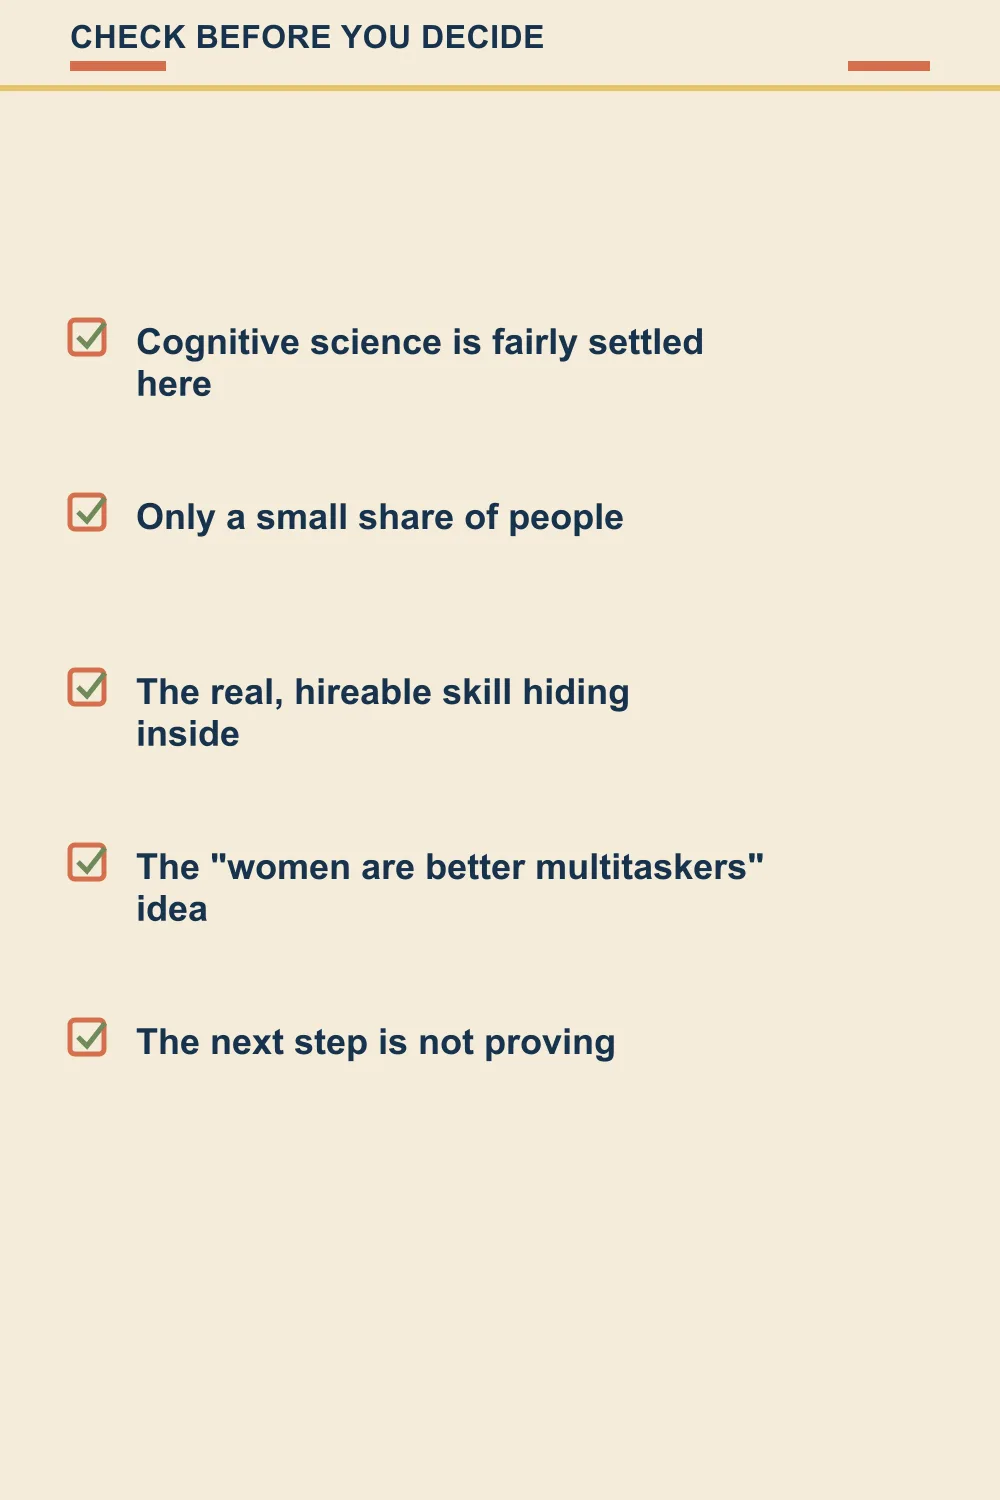 CHECK BEFORE YOU DECIDE
Cognitive science is fairly settled
here
Only a small share of people
The real, hireable skill hiding
inside
The "women are better multitaskers"
idea
The next step is not proving